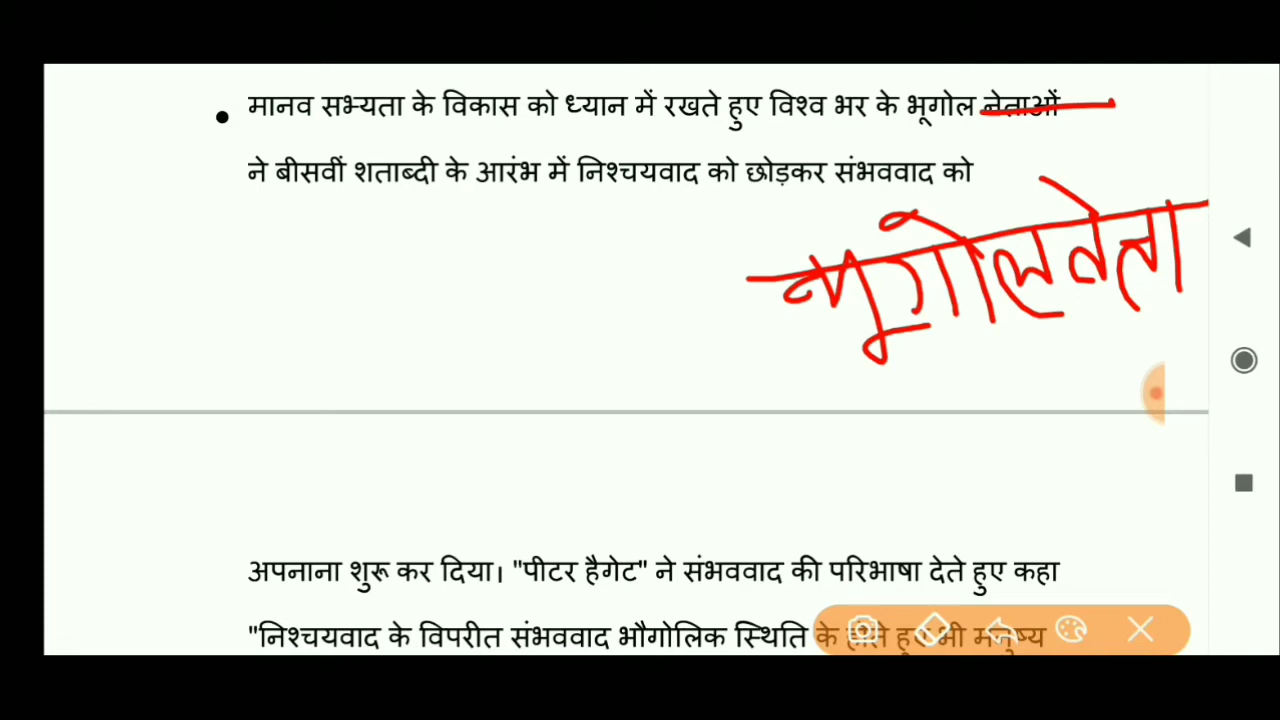 मानव सभ्यता के विकास को ध्यान में रखते हुए विश्व भर के भूगोल नेताओं
ने बीसवीं शताब्दी के आरंभ में निश्चयवाद को छोड़कर संभववाद को
भूगोलवेता
अपनाना शुरू कर दिया। "पीटर हैगेट" ने संभववाद की परिभाषा देते हुए कहा
"निश्चयवाद के विपरीत संभववाद भौगोलिक स्थिति के होते हुए भी मनुष्य